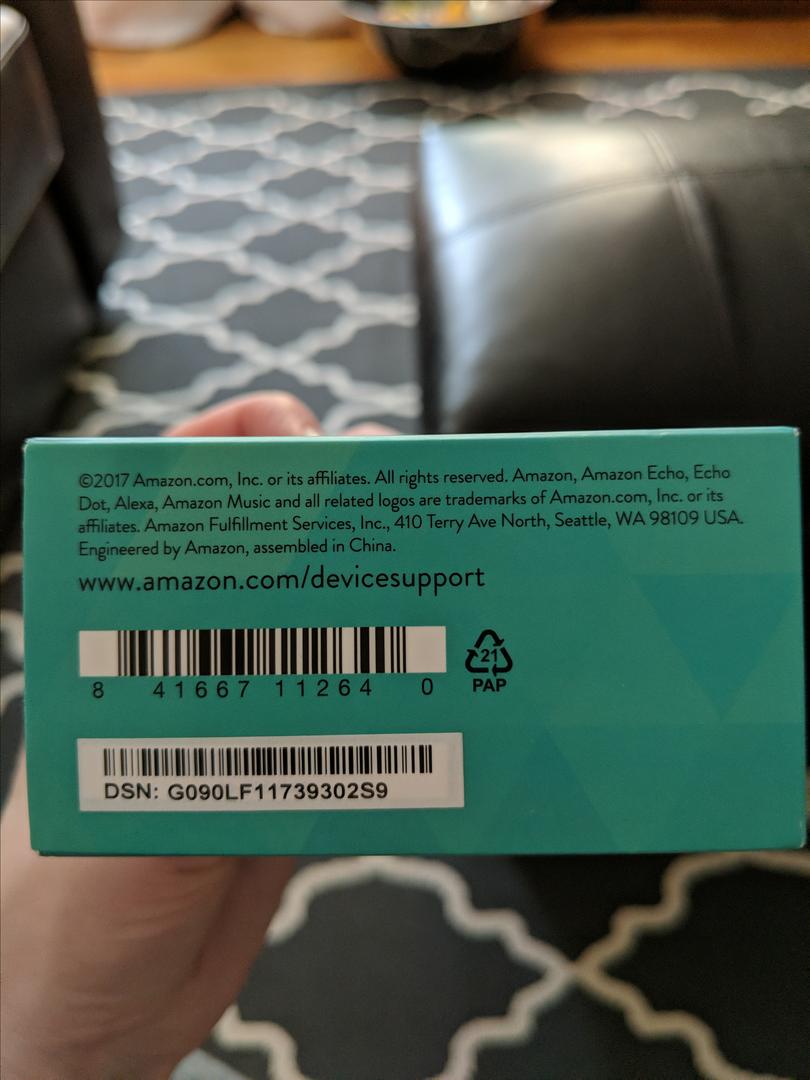 ©2017 Amazon.com, Inc. or its affiliates. All rights reserved. Amazon, Amazon Echo, Echo
Dot, Alexa, Amazon Music and all related logos are trademarks of Amazon.com, Inc. or its
affiliates. Amazon Fulfillment Services, Inc., 410 Terry Ave North, Seattle, WA 98109 USA.
Engineered by Amazon, assembled in China.
www.amazon.com/devicesupport
21
8 41667 11264 0
PAP
DSN: G090LF11739302S9